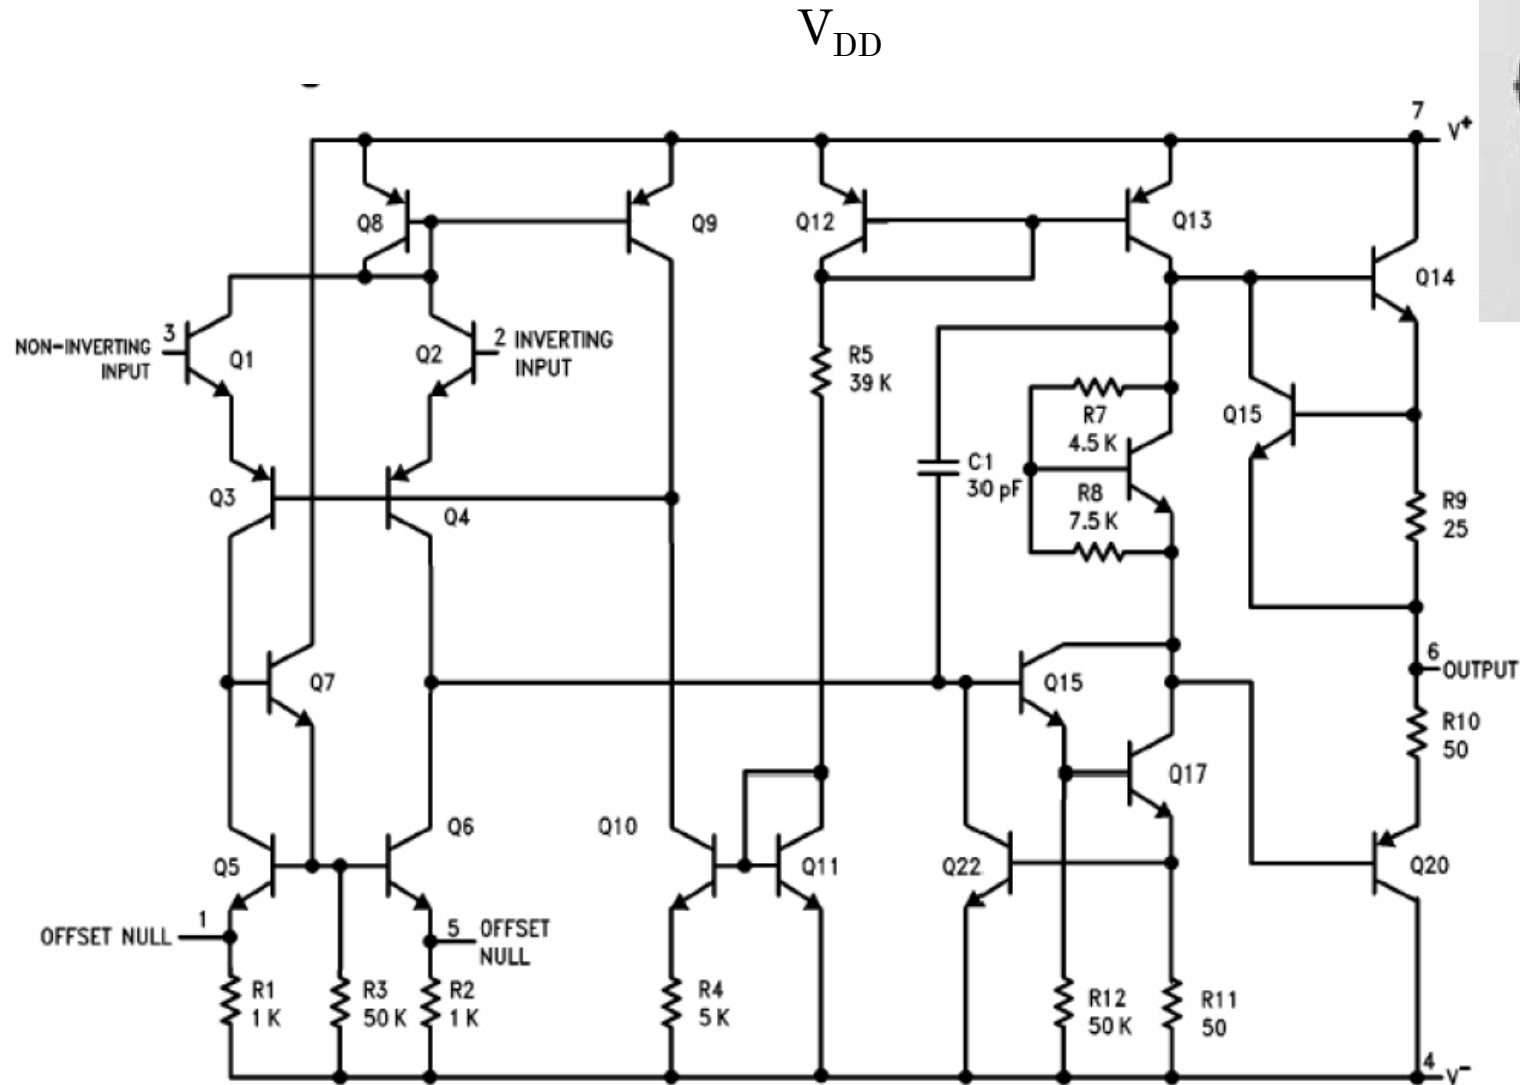 V_DD
7
V+
Q8
Q9
Q12
Q13
Q14
NON-INVERTING
INPUT
3
Q1
Q2
2 INVERTING
INPUT
R5
39 K
R7
4.5 K
Q15
Q3
Q4
C1
30 pF
R8
7.5 K
R9
25
Q7
Q15
6
OUTPUT
R10
50
Q17
Q5
Q6
Q10
Q11
Q22
Q20
OFFSET NULL
1
5 OFFSET
NULL
R1
1 K
R3
50 K
R2
1 K
R4
5 K
R12
50 K
R11
50
4
V−